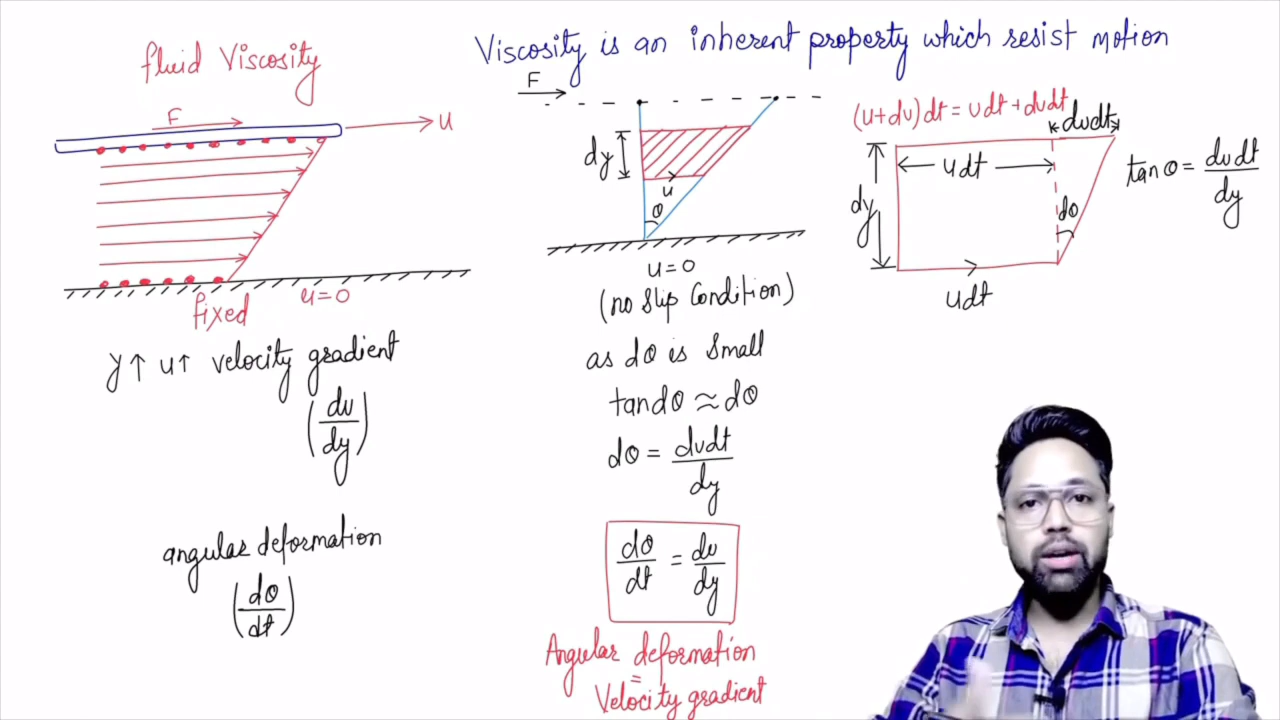 fluid Viscosity
F
u
fixed
u=0
y↑ u↑ velocity gradient
(du/dy)
angular deformation
(dθ/dt)
Viscosity is an inherent property which resist motion
F
dy
u
θ
u=0
(no slip condition)
as dθ is small
tandθ ≈ dθ
dθ = dudt/dy
dθ/dt = du/dy
Angular deformation
=
Velocity gradient
(u+du)dt = udt+dudt
dudt
udt
dy
dθ
udt
tanθ = dudt/dy